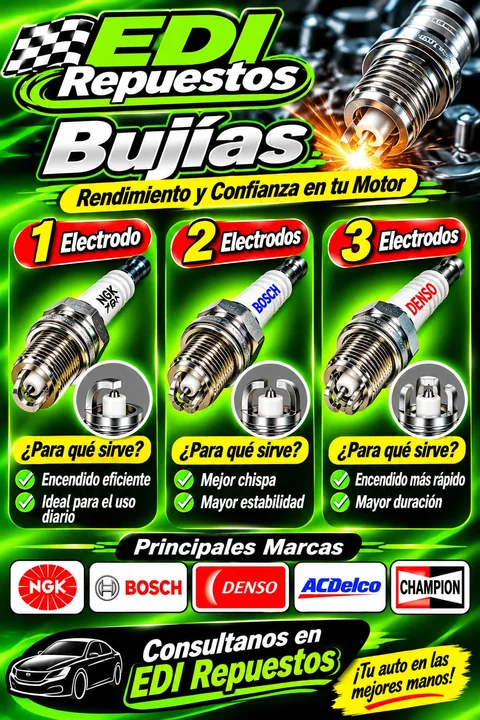 EDI
Repuestos
Bujías
Rendimiento y Confianza en tu Motor
1 Electrodo
2 Electrodos
3 Electrodos
NGK
BOSCH
DENSO
¿Para qué sirve?
Encendido eficiente
Ideal para el uso
diario
¿Para qué sirve?
Mejor chispa
Mayor estabilidad
¿Para qué sirve?
Encendido más rápido
Mayor duración
Principales Marcas
NGK
BOSCH
DENSO
ACDelco
CHAMPION
Consultanos en
EDI Repuestos
¡Tu auto en las
mejores manos!